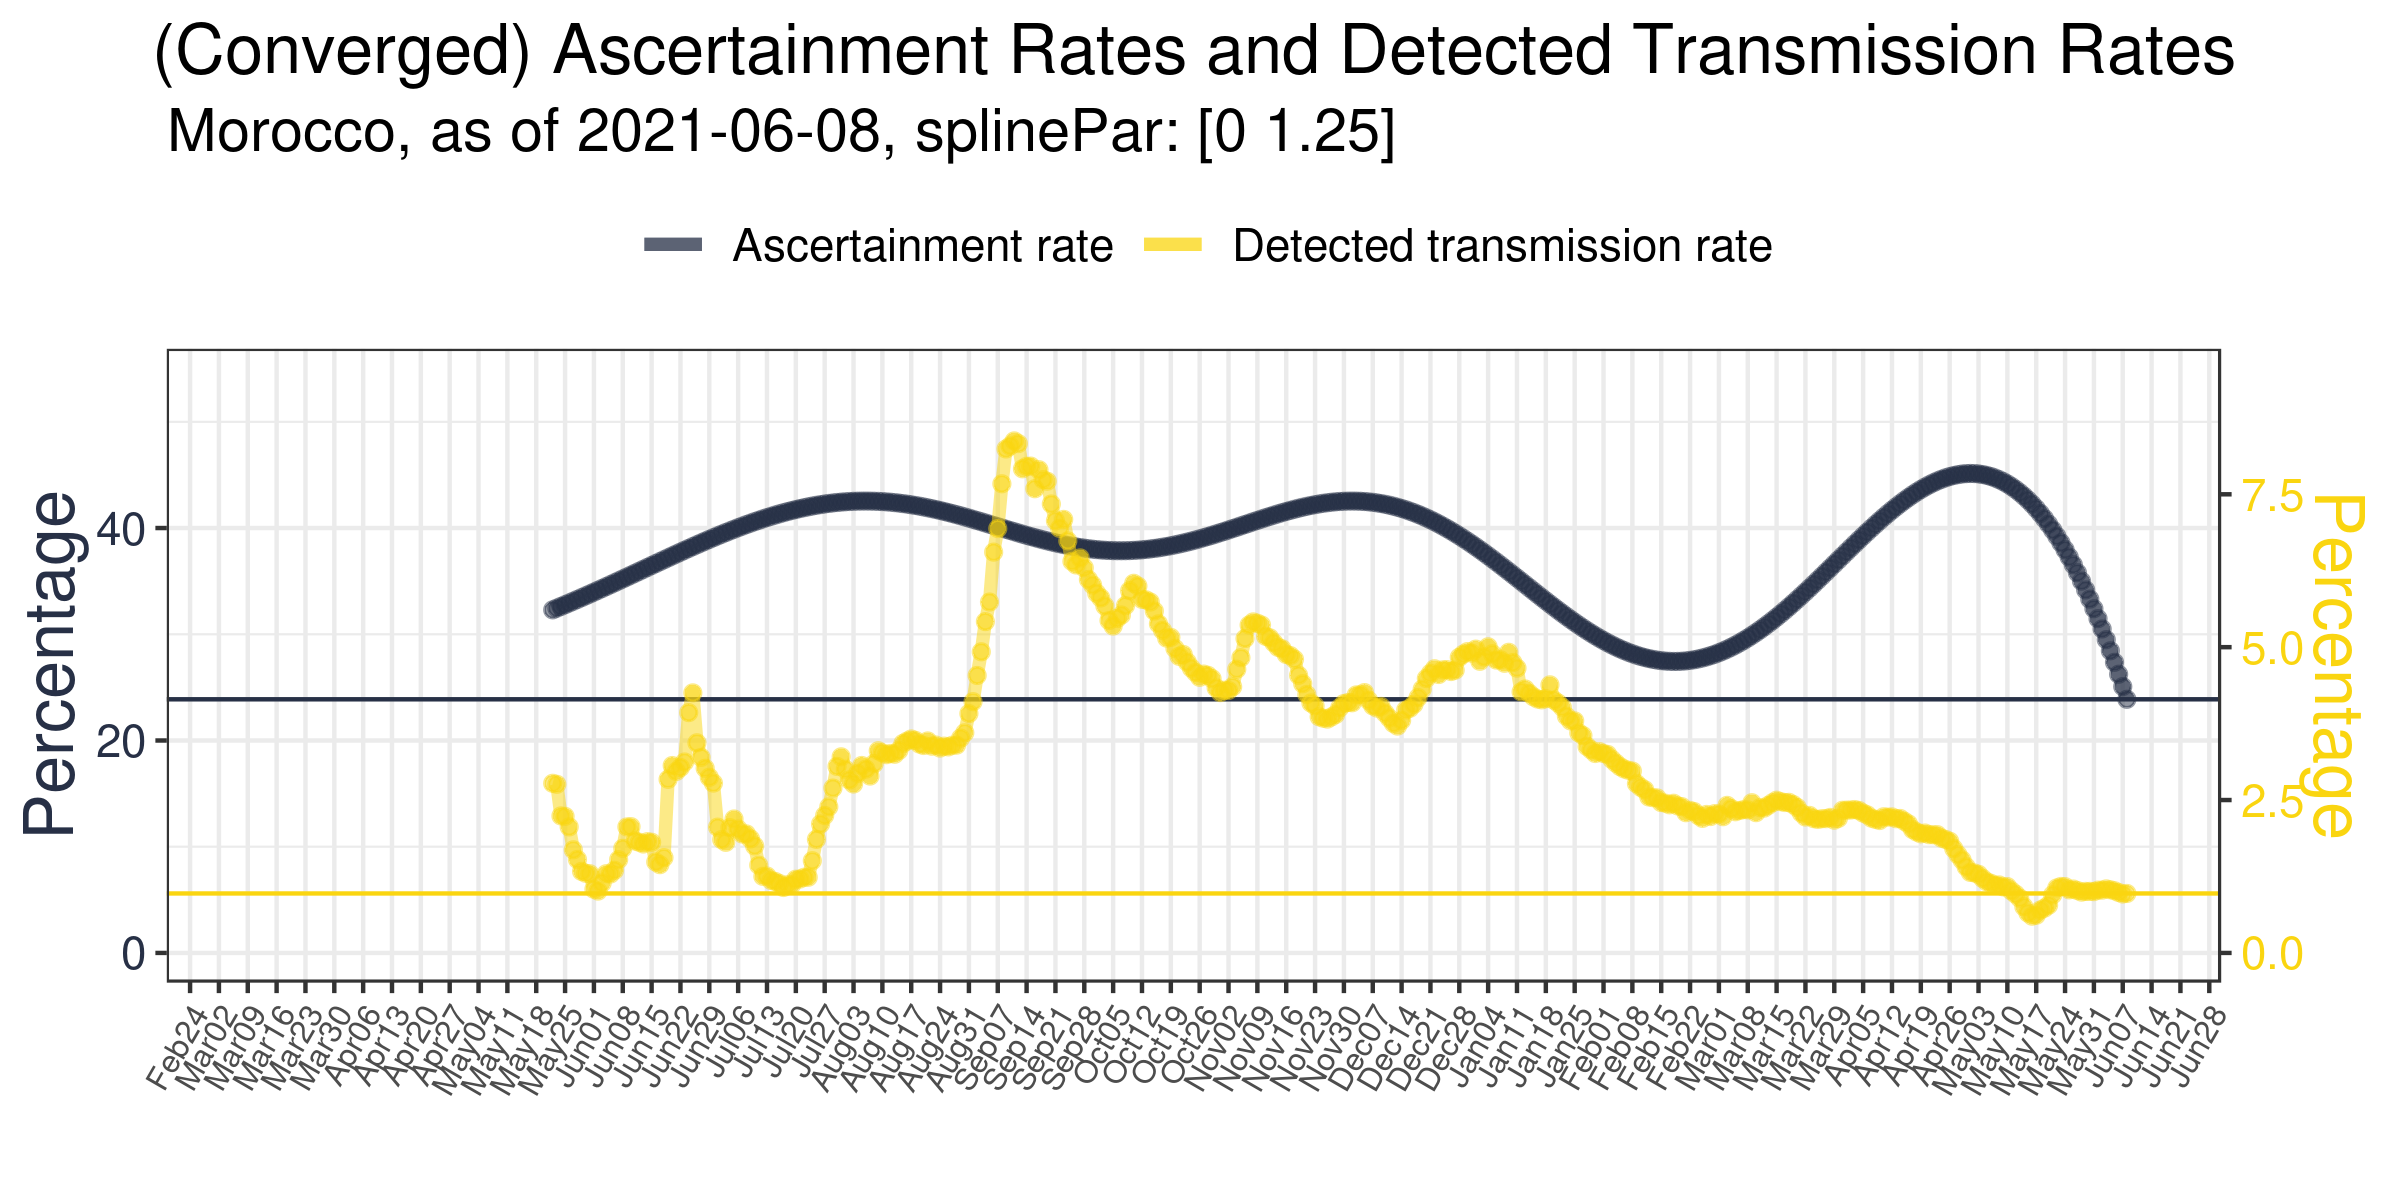 (Converged) Ascertainment Rates and Detected Transmission Rates
Morocco, as of 2021-06-08, splinePar: [0 1.25]
Ascertainment rate
Detected transmission rate
Percentage
40
20
0
7.5
5.0
2.5
0.0
Percentage
Feb24
Mar02
Mar09
Mar16
Mar23
Mar30
Apr06
Apr13
Apr20
Apr27
May04
May11
May18
May25
Jun01
Jun08
Jun15
Jun22
Jun29
Jul06
Jul13
Jul20
Jul27
Aug03
Aug10
Aug17
Aug24
Aug31
Sep07
Sep14
Sep21
Sep28
Oct05
Oct12
Oct19
Oct26
Nov02
Nov09
Nov16
Nov23
Nov30
Dec07
Dec14
Dec21
Dec28
Jan04
Jan11
Jan18
Jan25
Feb01
Feb08
Feb15
Feb22
Mar01
Mar08
Mar15
Mar22
Mar29
Apr05
Apr12
Apr19
Apr26
May03
May10
May17
May24
May31
Jun07
Jun14
Jun21
Jun28